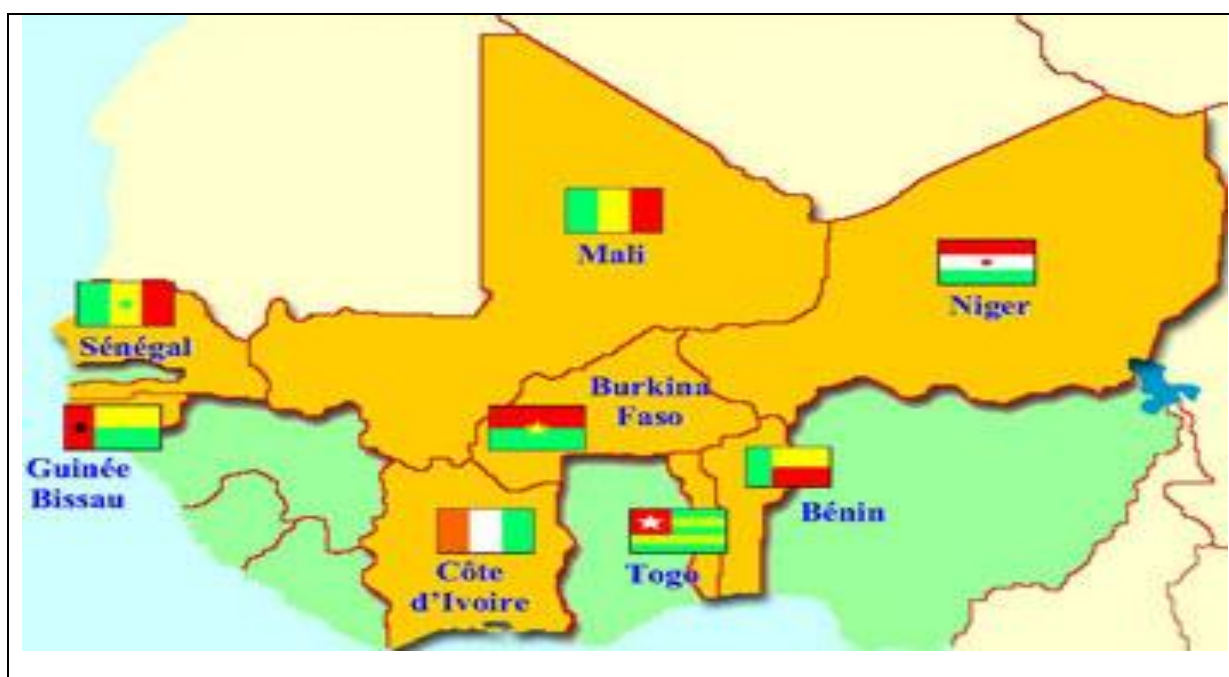 Mali
Niger
Sénégal
Burkina
Faso
Guinée
Bissau
Bénin
Côte
d'Ivoire
Togo